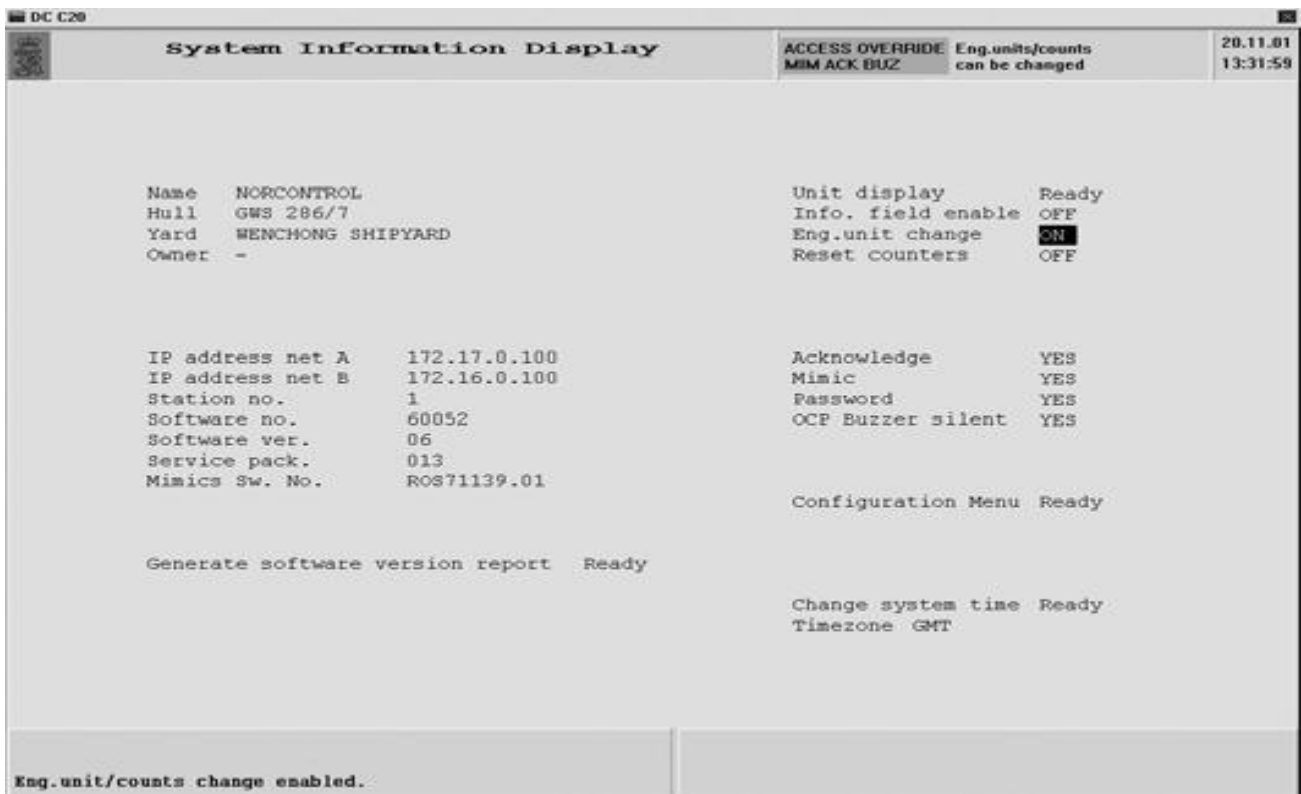 DC C20
System Information Display
ACCESS OVERRIDE Eng.units/counts
MIM ACK BUZ can be changed
20.11.01
13:31:59
Name NORCONTROL
Hull GWS 286/7
Yard WENCHONG SHIPYARD
Owner -
Unit display Ready
Info. field enable OFF
Eng.unit change ON
Reset counters OFF
IP address net A 172.17.0.100
IP address net B 172.16.0.100
Station no. 1
Software no. 60052
Software ver. 06
Service pack. 013
Mimics Sw. No. ROS71139.01
Acknowledge YES
Mimic YES
Password YES
OCP Buzzer silent YES
Configuration Menu Ready
Generate software version report Ready
Change system time Ready
Timezone GMT
Eng.unit/counts change enabled.